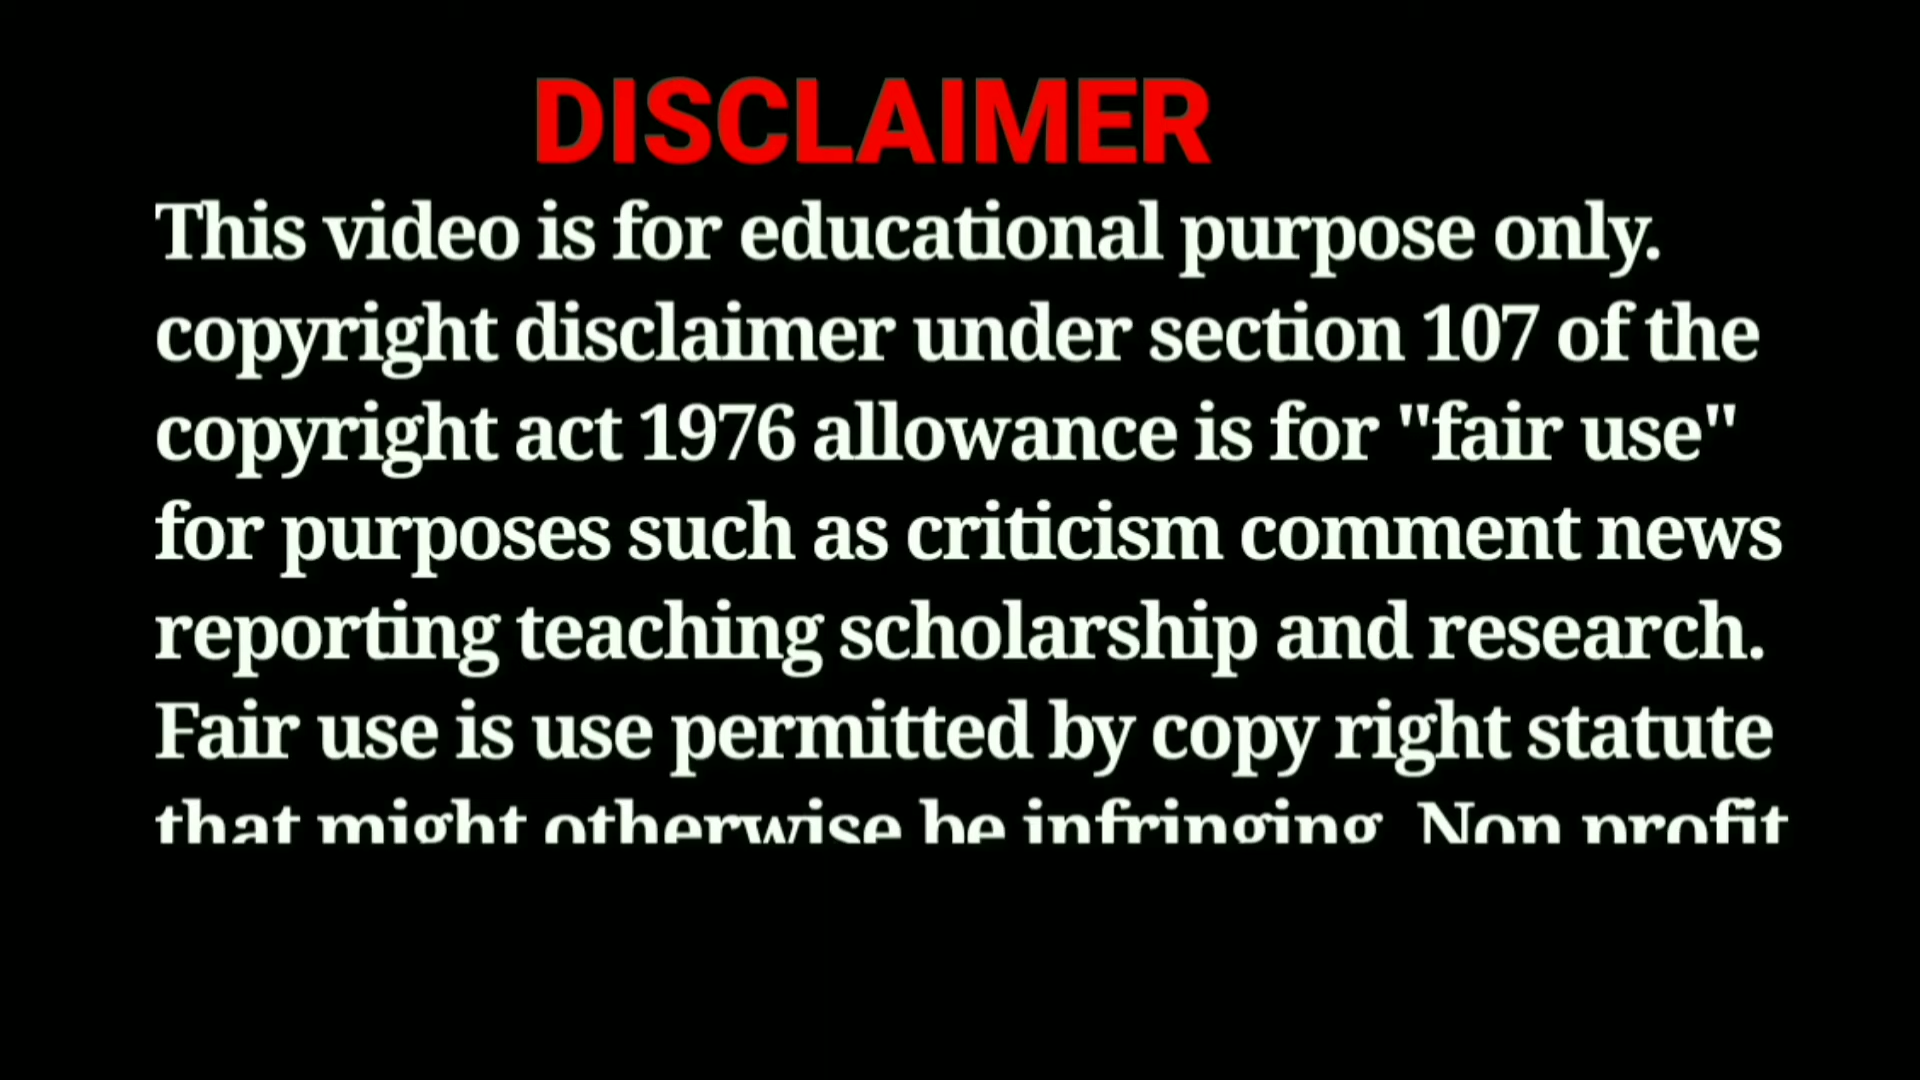 DISCLAIMER
This video is for educational purpose only.
copyright disclaimer under section 107 of the
copyright act 1976 allowance is for "fair use"
for purposes such as criticism comment news
reporting teaching scholarship and research.
Fair use is use permitted by copy right statute
that might otherwise be infringing. Non profit